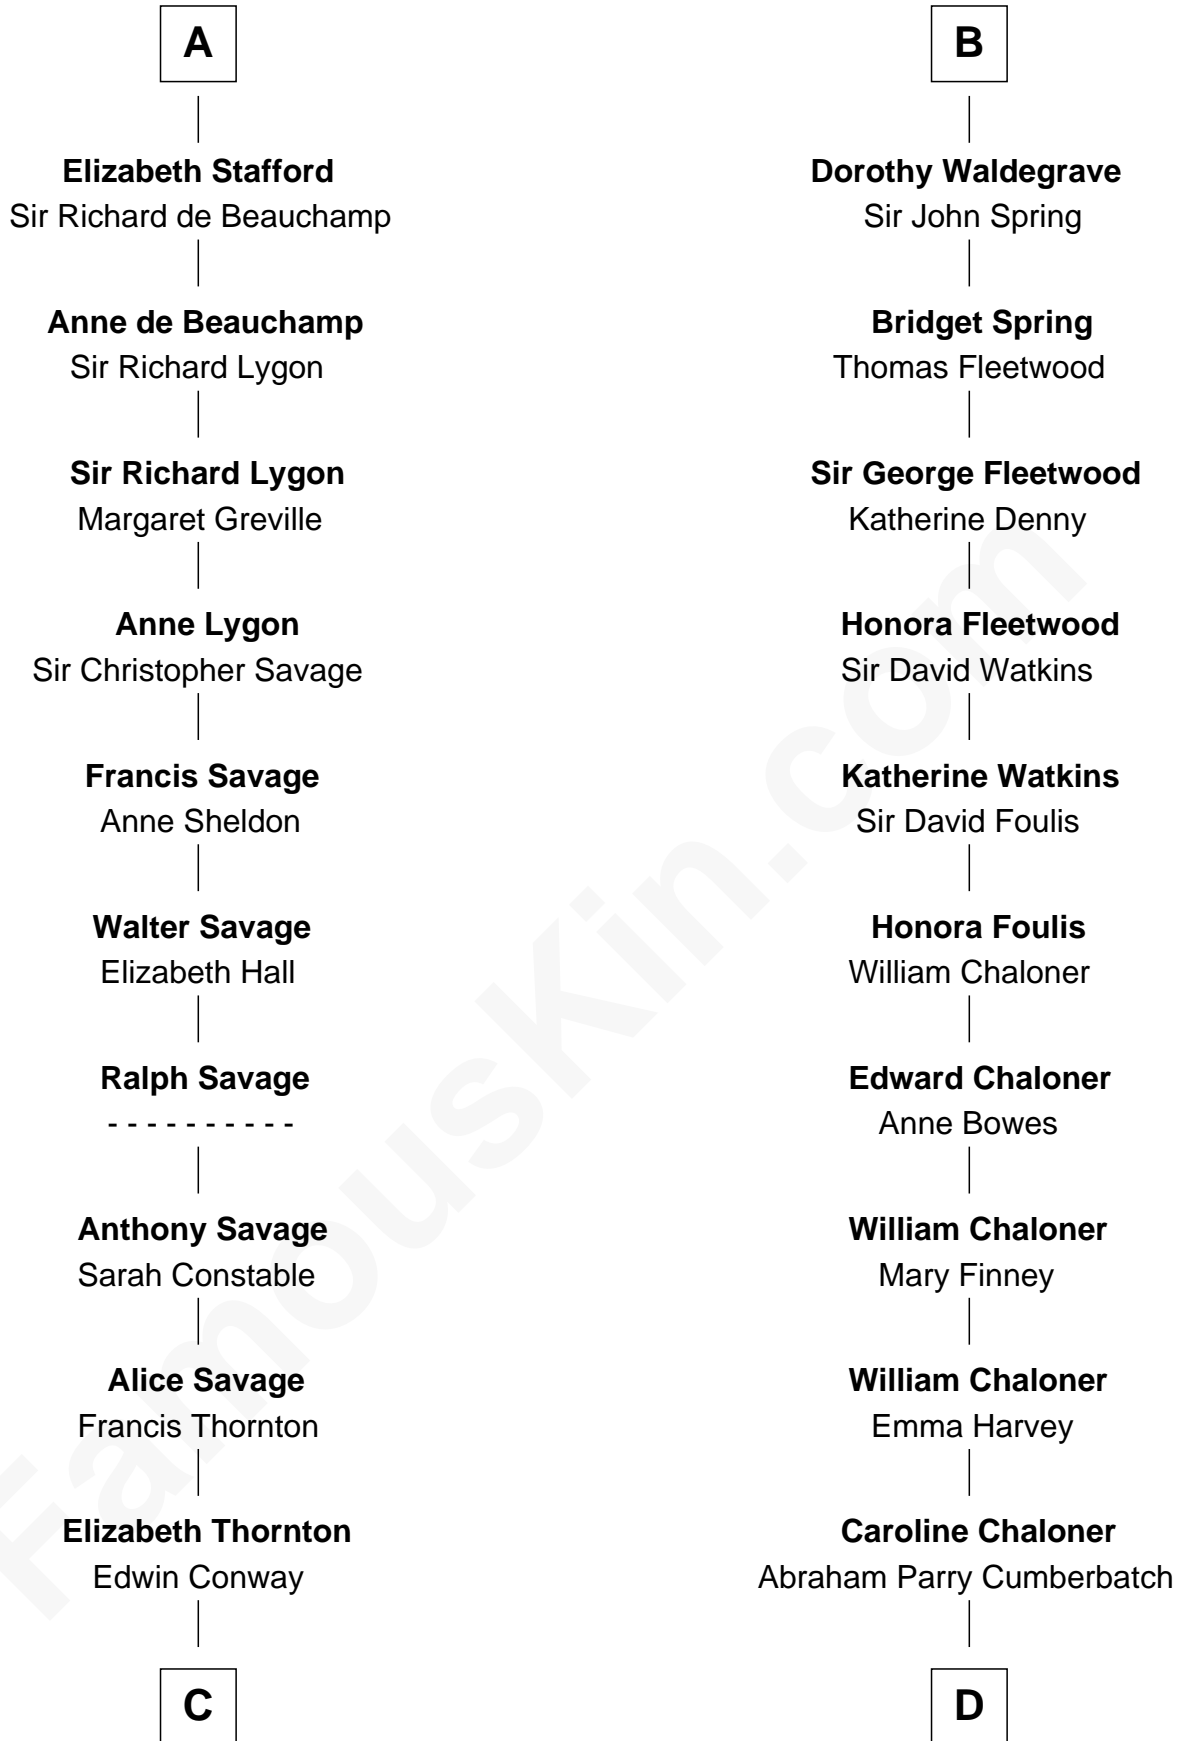 A
Elizabeth Stafford
Sir Richard de Beauchamp
Anne de Beauchamp
Sir Richard Lygon
Sir Richard Lygon
Margaret Greville
Anne Lygon
Sir Christopher Savage
Francis Savage
Anne Sheldon
Walter Savage
Elizabeth Hall
Ralph Savage
- - - - - - - - - -
Anthony Savage
Sarah Constable
Alice Savage
Francis Thornton
Elizabeth Thornton
Edwin Conway
C
B
Dorothy Waldegrave
Sir John Spring
Bridget Spring
Thomas Fleetwood
Sir George Fleetwood
Katherine Denny
Honora Fleetwood
Sir David Watkins
Katherine Watkins
Sir David Foulis
Honora Foulis
William Chaloner
Edward Chaloner
Anne Bowes
William Chaloner
Mary Finney
William Chaloner
Emma Harvey
Caroline Chaloner
Abraham Parry Cumberbatch
D
FamousKin.com